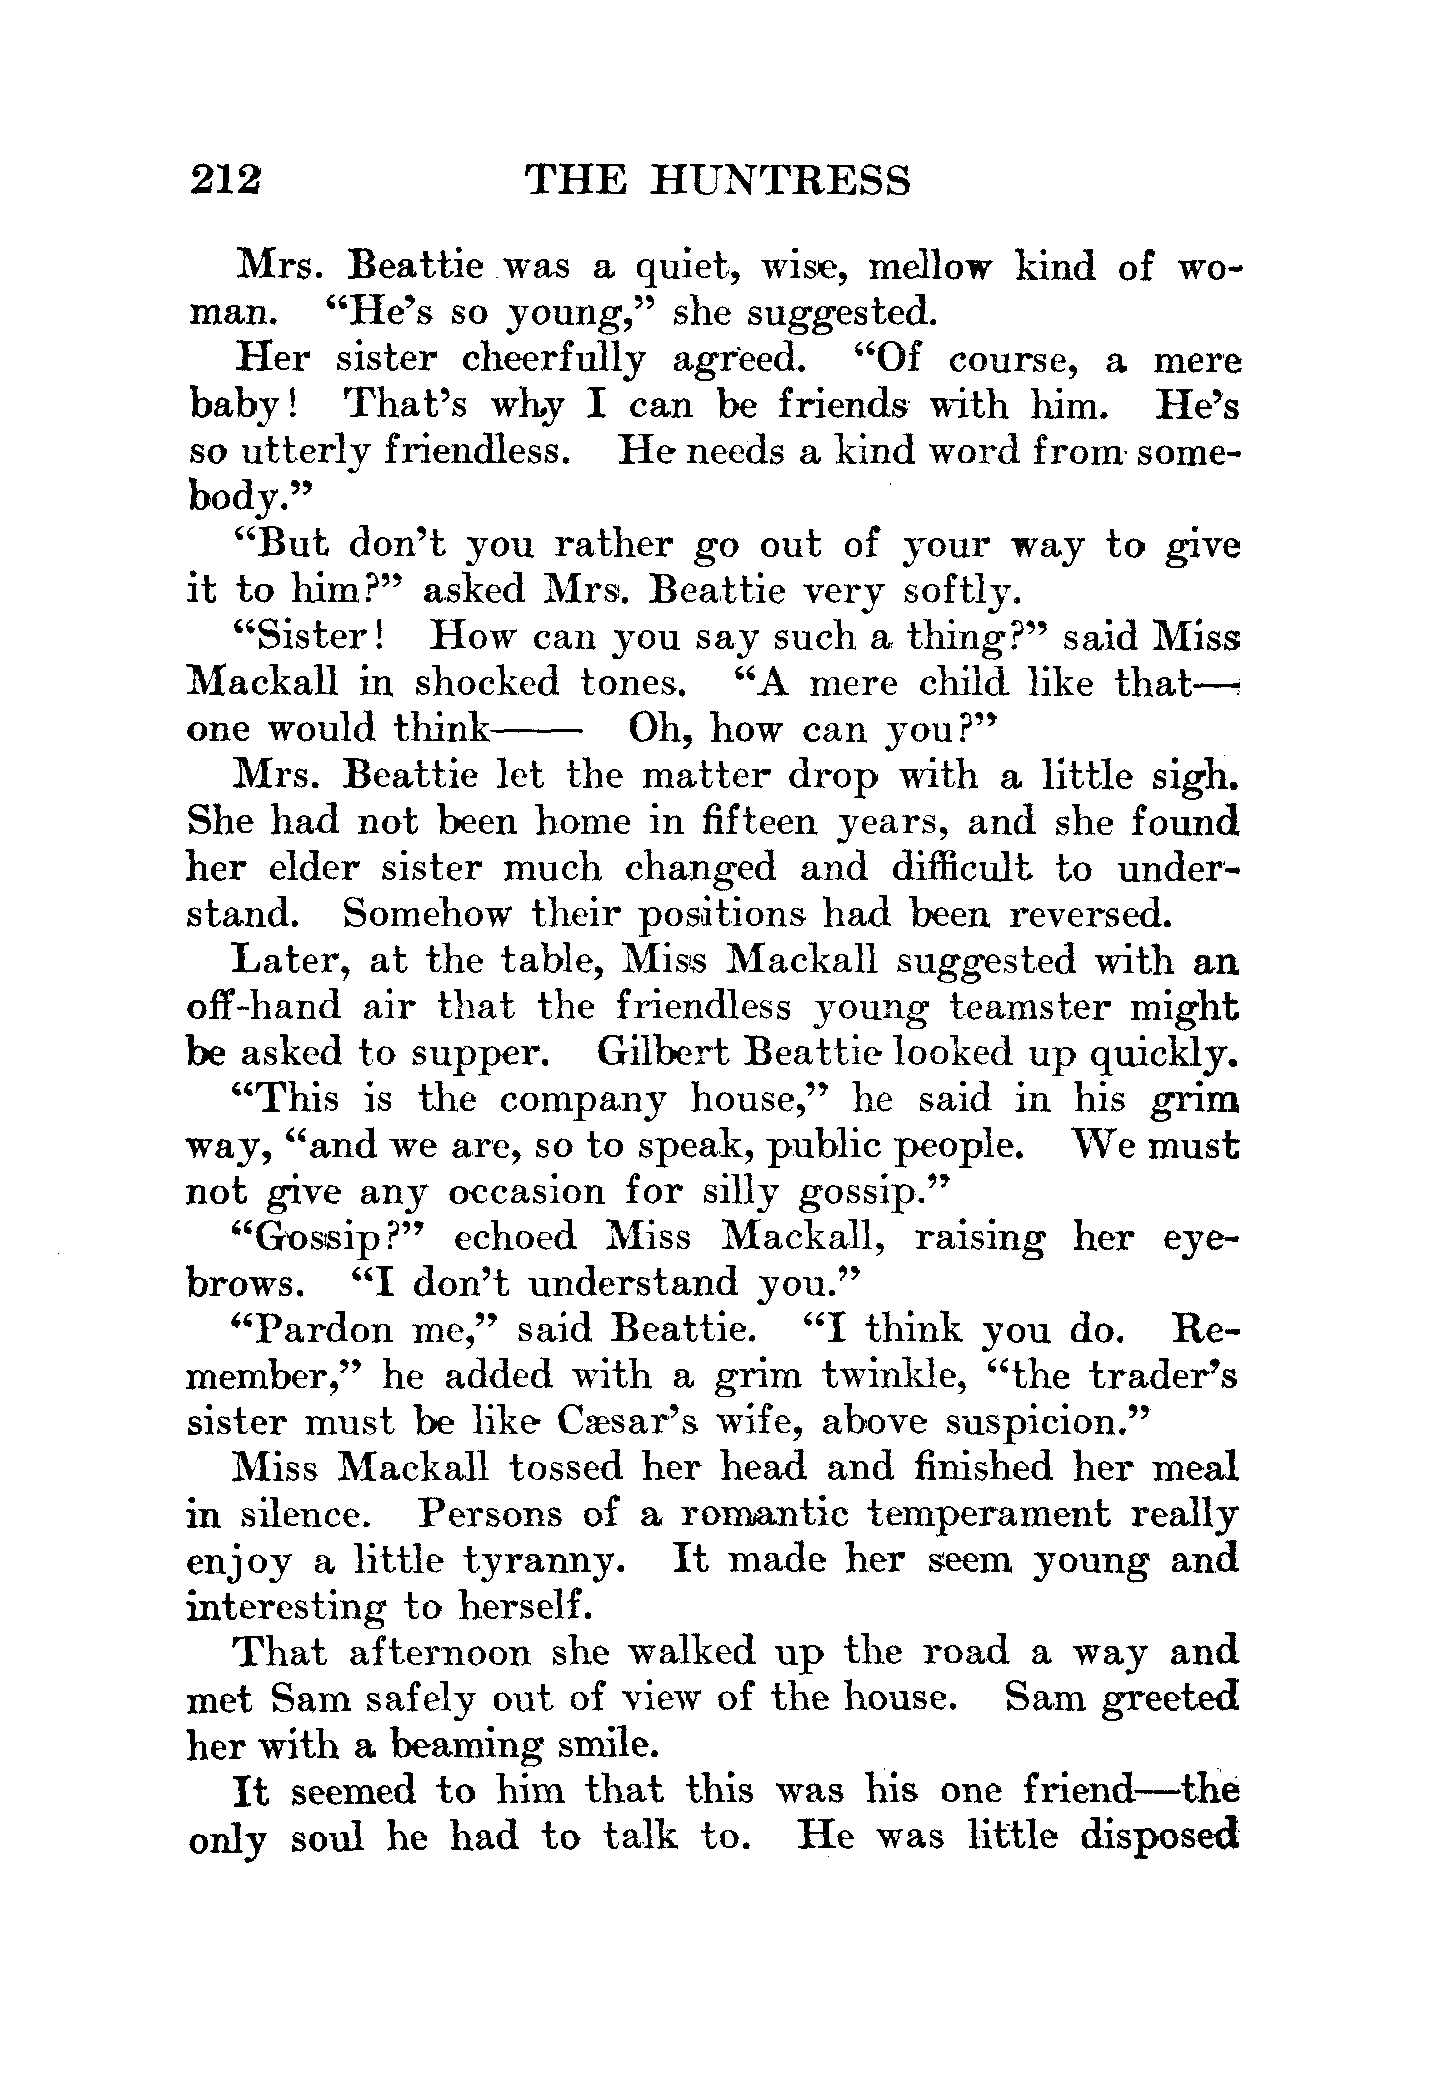 212 THE HUNTRESS
Mrs. Beattie was a quiet, wise, mellow kind of wo-
man. “He’s so young,” she suggested.
Her sister cheerfully agreed. “Of course, a mere
baby! That’s why I can be friends with him. He’s
so utterly friendless. He needs a kind word from some-
body.”
“But don’t you rather go out of your way to give
it to him?” asked Mrs. Beattie very softly.
“Sister! How can you say such a thing?” said Miss
Mackall in shocked tones. “A mere child like that—
one would think—— Oh, how can you?”
Mrs. Beattie let the matter drop with a little sigh.
She had not been home in fifteen years, and she found
her elder sister much changed and difficult to under-
stand. Somehow their positions had been reversed.
Later, at the table, Miss Mackall suggested with an
off-hand air that the friendless young teamster might
be asked to supper. Gilbert Beattie looked up quickly.
“This is the company house,” he said in his grim
way, “and we are, so to speak, public people. We must
not give any occasion for silly gossip.”
“Gossip?” echoed Miss Mackall, raising her eye-
brows. “I don’t understand you.”
“Pardon me,” said Beattie. “I think you do. Re-
member,” he added with a grim twinkle, “the trader’s
sister must be like Cæsar’s wife, above suspicion.”
Miss Mackall tossed her head and finished her meal
in silence. Persons of a romantic temperament really
enjoy a little tyranny. It made her seem young and
interesting to herself.
That afternoon she walked up the road a way and
met Sam safely out of view of the house. Sam greeted
her with a beaming smile.
It seemed to him that this was his one friend—the
only soul he had to talk to. He was little disposed